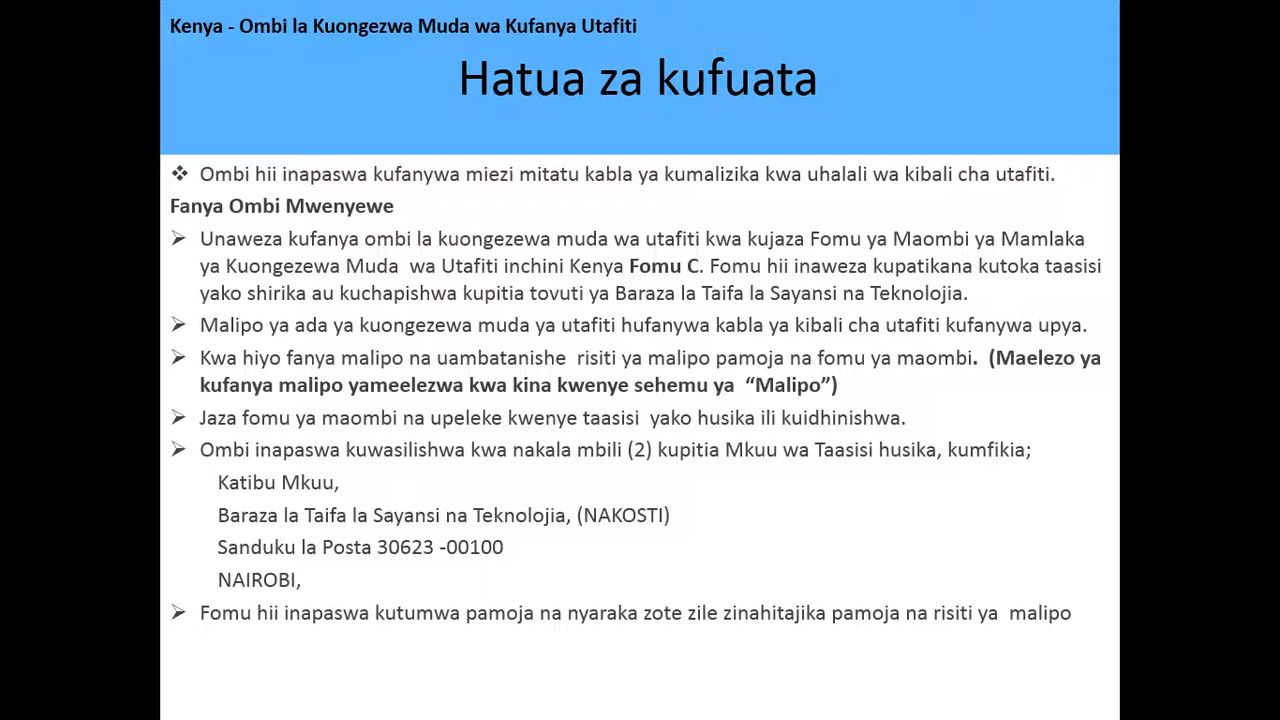 Kenya - Ombi la Kuongezwa Muda wa Kufanya Utafiti
Hatua za kufuata
❖ Ombi hii inapaswa kufanywa miezi mitatu kabla ya kumalizika kwa uhalali wa kibali cha utafiti.
Fanya Ombi Mwenyewe
➢ Unaweza kufanya ombi la kuongezewa muda wa utafiti kwa kujaza Fomu ya Maombi ya Mamlaka
ya Kuongezewa Muda wa Utafiti inchini Kenya Fomu C. Fomu hii inaweza kupatikana kutoka taasisi
yako shirika au kuchapishwa kupitia tovuti ya Baraza la Taifa la Sayansi na Teknolojia.
➢ Malipo ya ada ya kuongezewa muda ya utafiti hufanywa kabla ya kibali cha utafiti kufanywa upya.
➢ Kwa hiyo fanya malipo na uambatanishe risiti ya malipo pamoja na fomu ya maombi. (Maelezo ya
kufanya malipo yameelezwa kwa kina kwenye sehemu ya “Malipo”)
➢ Jaza fomu ya maombi na upeleke kwenye taasisi yako husika ili kuidhinishwa.
➢ Ombi inapaswa kuwasilishwa kwa nakala mbili (2) kupitia Mkuu wa Taasisi husika, kumfikia;
Katibu Mkuu,
Baraza la Taifa la Sayansi na Teknolojia, (NAKOSTI)
Sanduku la Posta 30623 -00100
NAIROBI,
➢ Fomu hii inapaswa kutumwa pamoja na nyaraka zote zile zinahitajika pamoja na risiti ya malipo